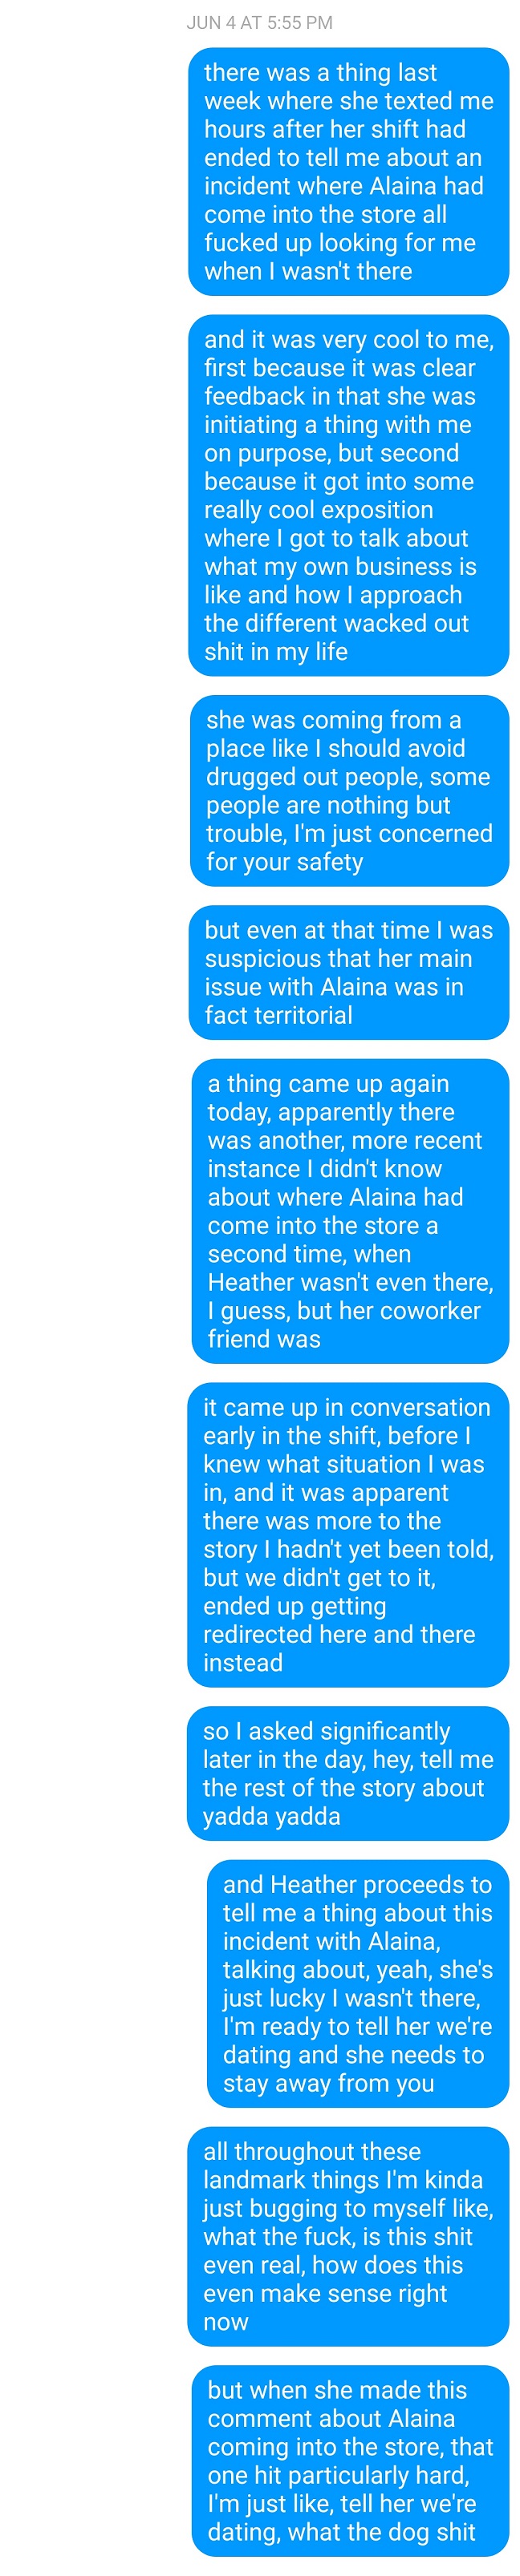 JUN 4 AT 5:55 PM
there was a thing last
week where she texted me
hours after her shift had
ended to tell me about an
incident where Alaina had
come into the store all
fucked up looking for me
when I wasn't there
and it was very cool to me,
first because it was clear
feedback in that she was
initiating a thing with me
on purpose, but second
because it got into some
really cool exposition
where I got to talk about
what my own business is
like and how I approach
the different wacked out
shit in my life
she was coming from a
place like I should avoid
drugged out people, some
people are nothing but
trouble, I'm just concerned
for your safety
but even at that time I was
suspicious that her main
issue with Alaina was in
fact territorial
a thing came up again
today, apparently there
was another, more recent
instance I didn't know
about where Alaina had
come into the store a
second time, when
Heather wasn't even there,
I guess, but her coworker
friend was
it came up in conversation
early in the shift, before I
knew what situation I was
in, and it was apparent
there was more to the
story I hadn't yet been told,
but we didn't get to it,
ended up getting
redirected here and there
instead
so I asked significantly
later in the day, hey, tell me
the rest of the story about
yadda yadda
and Heather proceeds to
tell me a thing about this
incident with Alaina,
talking about, yeah, she's
just lucky I wasn't there,
I'm ready to tell her we're
dating and she needs to
stay away from you
all throughout these
landmark things I'm kinda
just bugging to myself like,
what the fuck, is this shit
even real, how does this
even make sense right
now
but when she made this
comment about Alaina
coming into the store, that
one hit particularly hard,
I'm just like, tell her we're
dating, what the dog shit